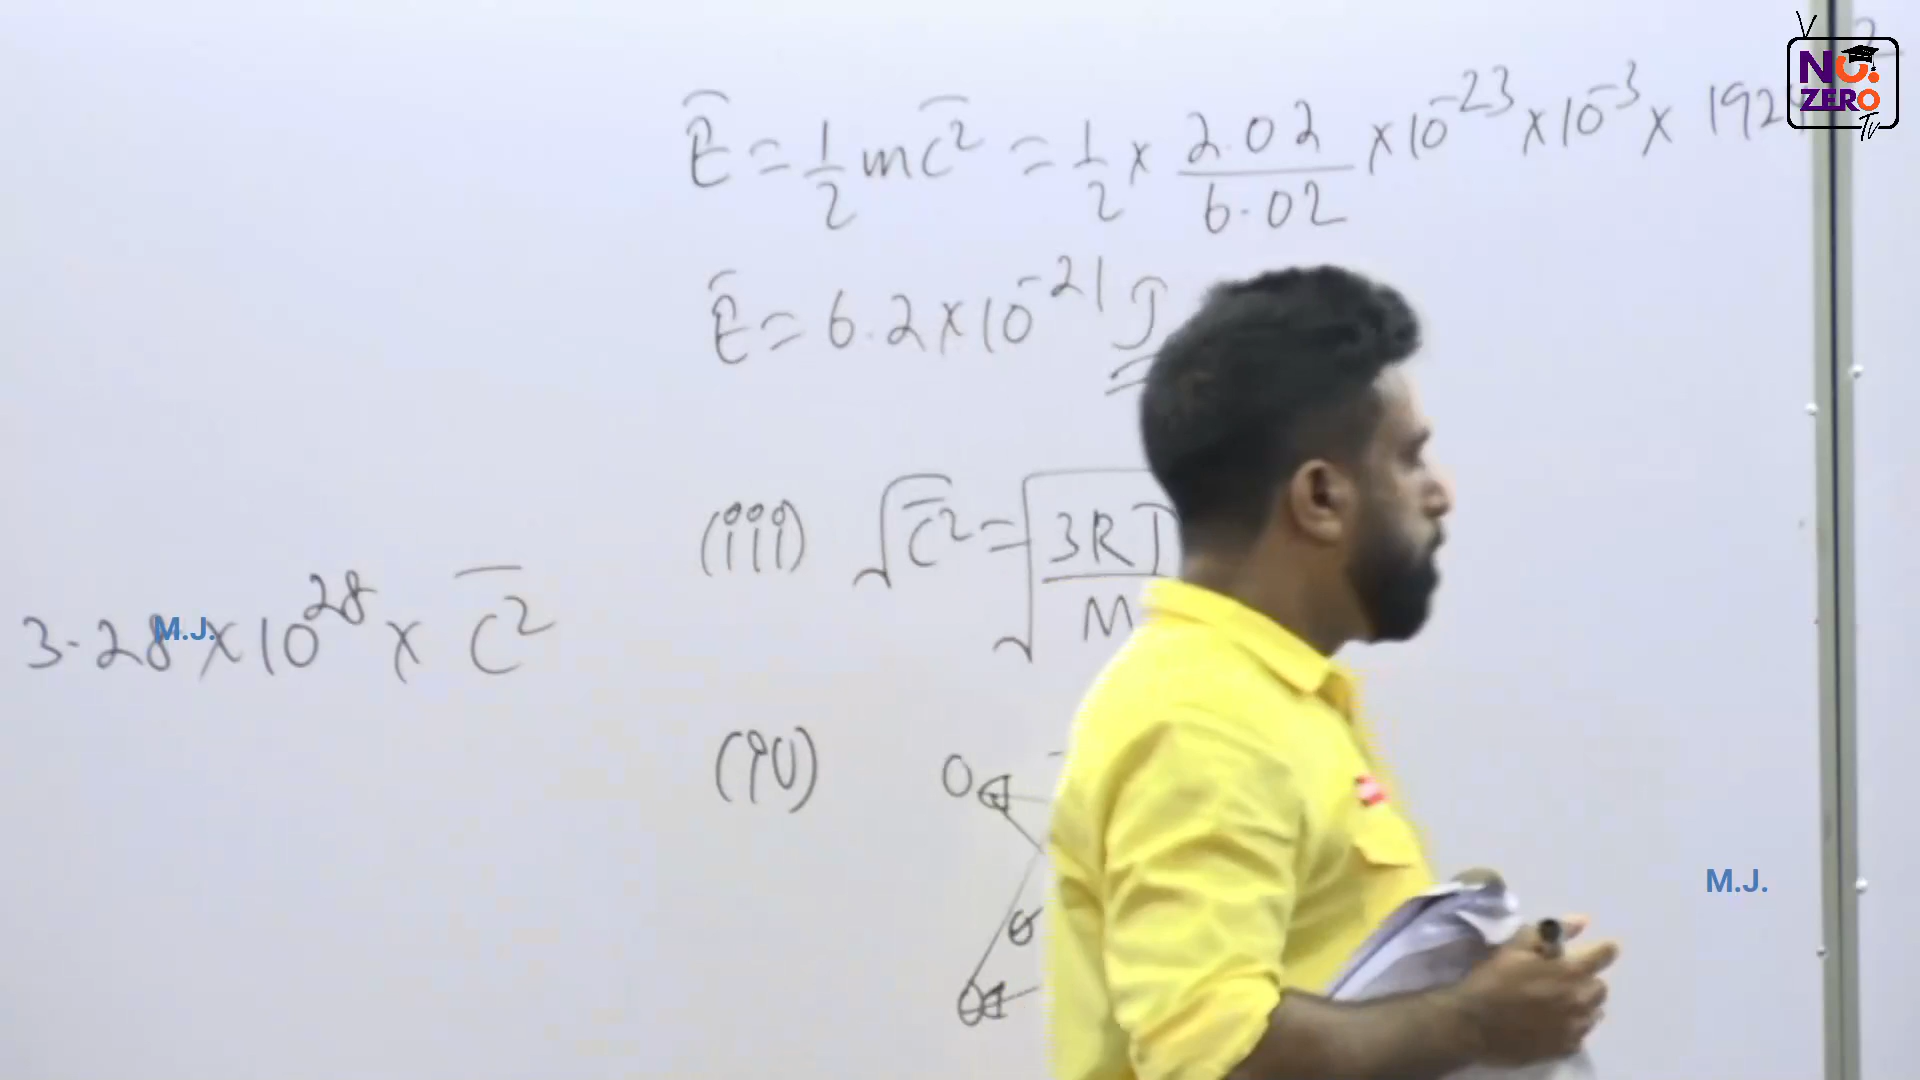 NO.
ZERO
TV
Ē = 1/2 m c̄² = 1/2 × 2.02/6.02 × 10⁻²³ × 10⁻³ × 192
Ē = 6.2 × 10⁻²¹ J
(iii) √c̄² = √3RT/M
3.28 × 10²⁸ × c̄²
M.J.
(iv)
θ
M.J.